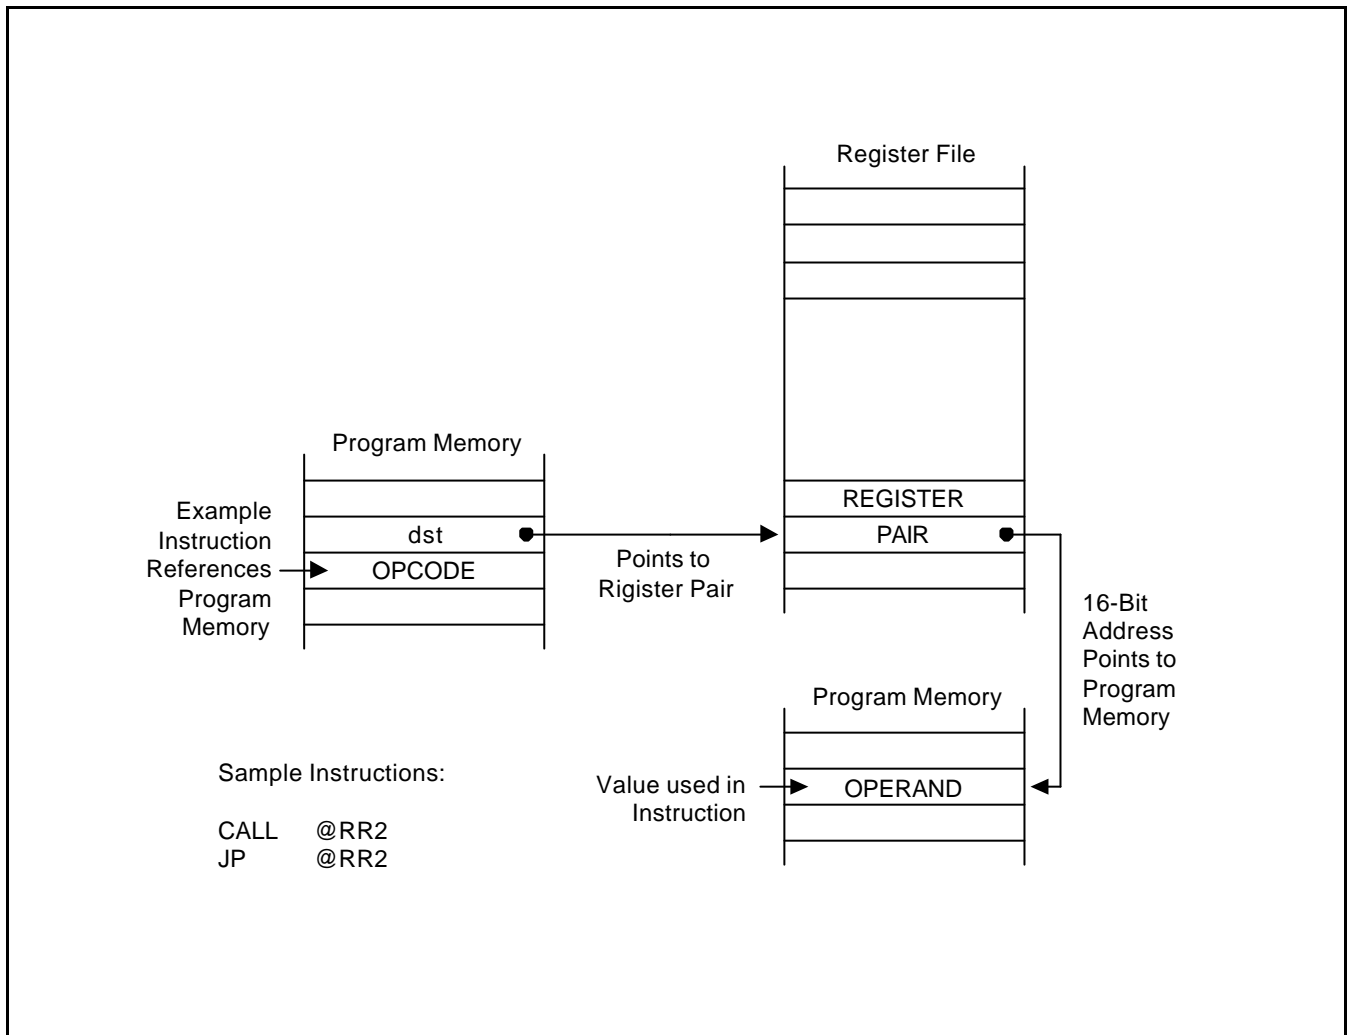 Register File
Program Memory
REGISTER
Example
Instruction
References
Program
Memory
dst
OPCODE
PAIR
Points to
Rigister Pair
16-Bit
Address
Points to
Program
Memory
Program Memory
Sample Instructions:
CALL @RR2
JP @RR2
Value used in
Instruction
OPERAND